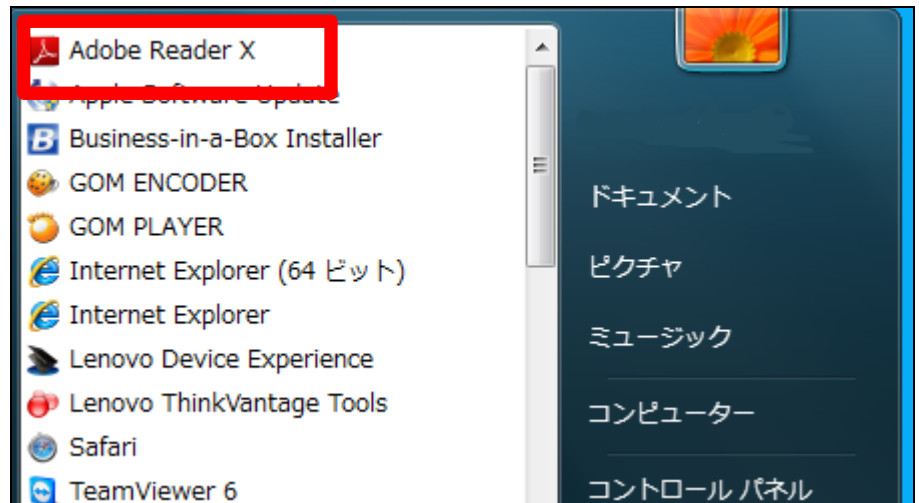 Adobe Reader X
Apple Software Update
Business-in-a-Box Installer
GOM ENCODER
GOM PLAYER
Internet Explorer (64 ビット)
Internet Explorer
Lenovo Device Experience
Lenovo ThinkVantage Tools
Safari
TeamViewer 6
ドキュメント
ピクチャ
ミュージック
コンピューター
コントロール パネル